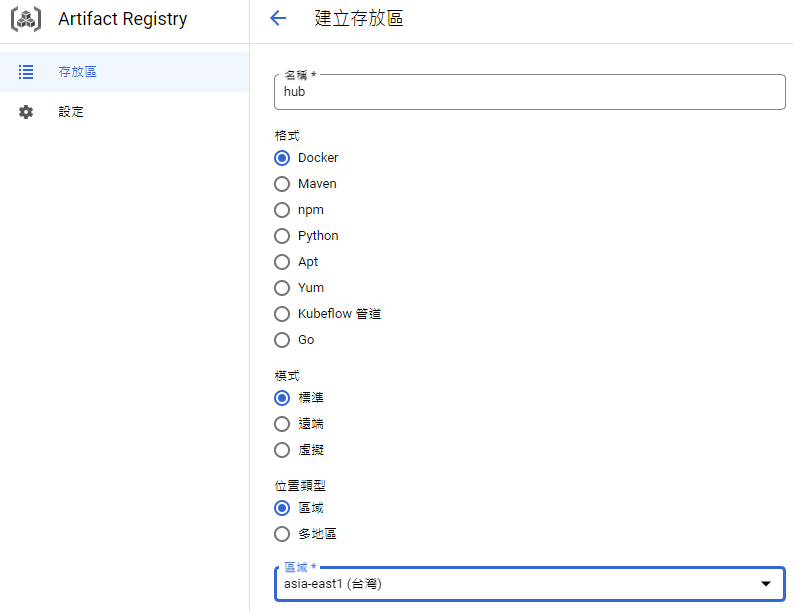 Artifact Registry
建立存放區
存放區
設定
名稱 *
hub
格式
Docker
Maven
npm
Python
Apt
Yum
Kubeflow 管道
Go
模式
標準
遠端
虛擬
位置類型
區域
多地區
區域 *
asia-east1 (台灣)